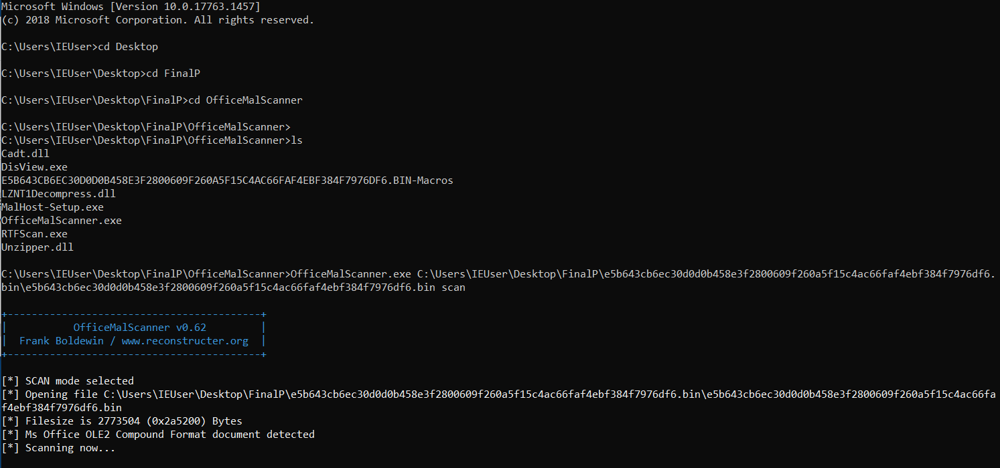 Microsoft Windows [Version 10.0.17763.1457]
(c) 2018 Microsoft Corporation. All rights reserved.
C:\Users\IEUser>cd Desktop
C:\Users\IEUser\Desktop>cd FinalP
C:\Users\IEUser\Desktop\FinalP>cd OfficeMalScanner
C:\Users\IEUser\Desktop\FinalP\OfficeMalScanner>
C:\Users\IEUser\Desktop\FinalP\OfficeMalScanner>ls
Cadt.dll
DisView.exe
E5B643CB6EC30D0D0B458E3F2800609F260A5F15C4AC66FAF4EBF384F7976DF6.BIN-Macros
LZNT1Decompress.dll
MalHost-Setup.exe
OfficeMalScanner.exe
RTFScan.exe
Unzipper.dll
C:\Users\IEUser\Desktop\FinalP\OfficeMalScanner>OfficeMalScanner.exe C:\Users\IEUser\Desktop\FinalP\e5b643cb6ec30d0d0b458e3f2800609f260a5f15c4ac66faf4ebf384f7976df6.
bin\e5b643cb6ec30d0d0b458e3f2800609f260a5f15c4ac66faf4ebf384f7976df6.bin scan
+------------------------------------------+
|           OfficeMalScanner v0.62         |
|  Frank Boldewin / www.reconstructer.org  |
+------------------------------------------+
[*] SCAN mode selected
[*] Opening file C:\Users\IEUser\Desktop\FinalP\e5b643cb6ec30d0d0b458e3f2800609f260a5f15c4ac66faf4ebf384f7976df6.bin\e5b643cb6ec30d0d0b458e3f2800609f260a5f15c4ac66fa
f4ebf384f7976df6.bin
[*] Filesize is 2773504 (0x2a5200) Bytes
[*] Ms Office OLE2 Compound Format document detected
[*] Scanning now...